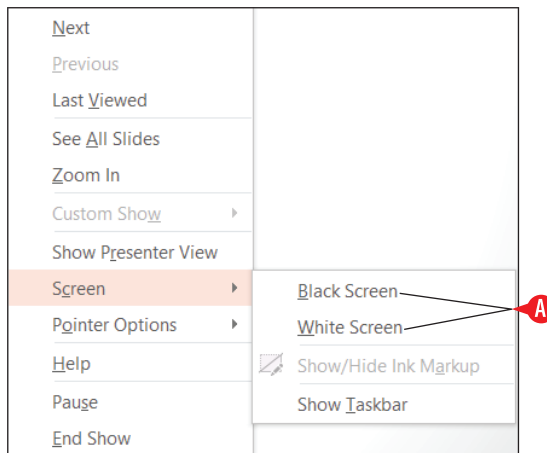 Next
Previous
Last Viewed
See All Slides
Zoom In
Custom Show
Show Presenter View
Screen
Pointer Options
Help
Pause
End Show
Black Screen
White Screen
Show/Hide Ink Markup
Show Taskbar
A